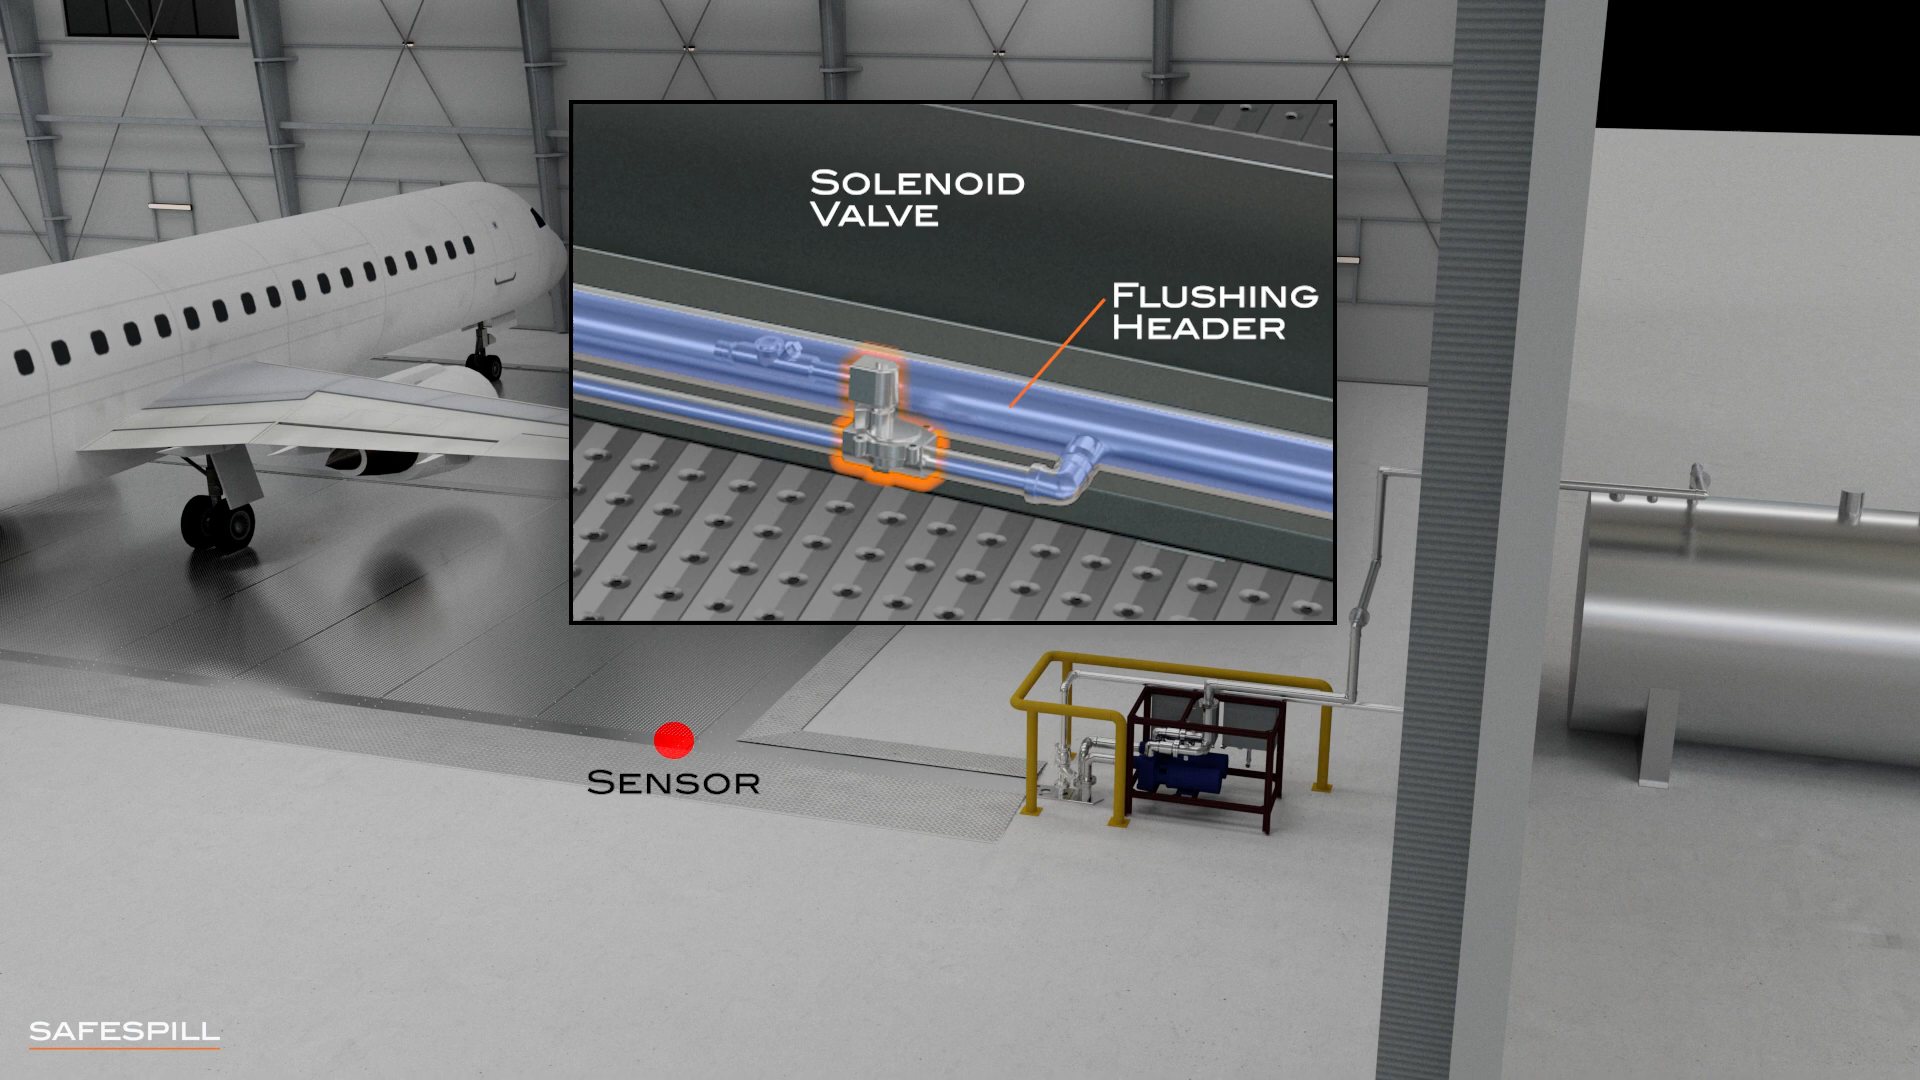 SOLENOID
VALVE
FLUSHING
HEADER
SENSOR
SAFESPILL